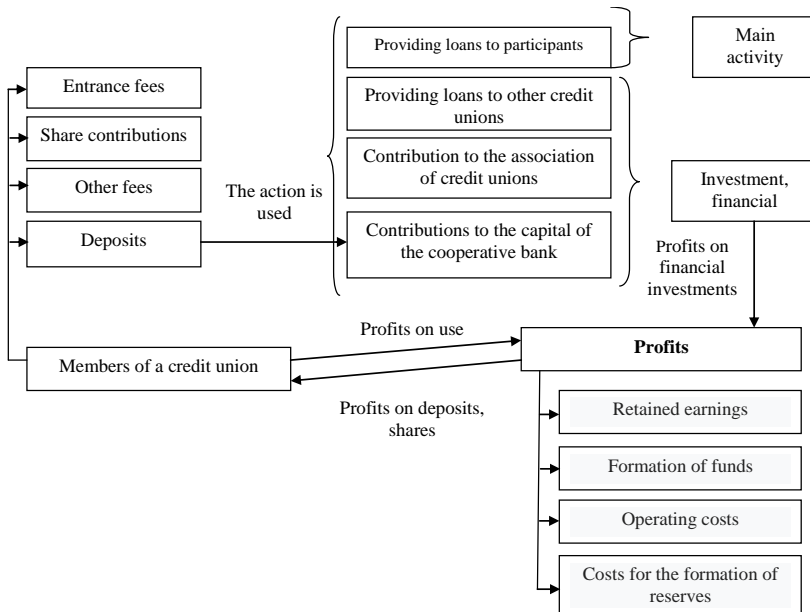 Providing loans to participants
Main
activity
Entrance fees
Share contributions
Other fees
Deposits
The action is
used
Providing loans to other credit
unions
Contribution to the association
of credit unions
Contributions to the capital of
the cooperative bank
Investment,
financial
Profits on
financial
investments
Members of a credit union
Profits on use
Profits
Profits on deposits,
shares
Retained earnings
Formation of funds
Operating costs
Costs for the formation of
reserves